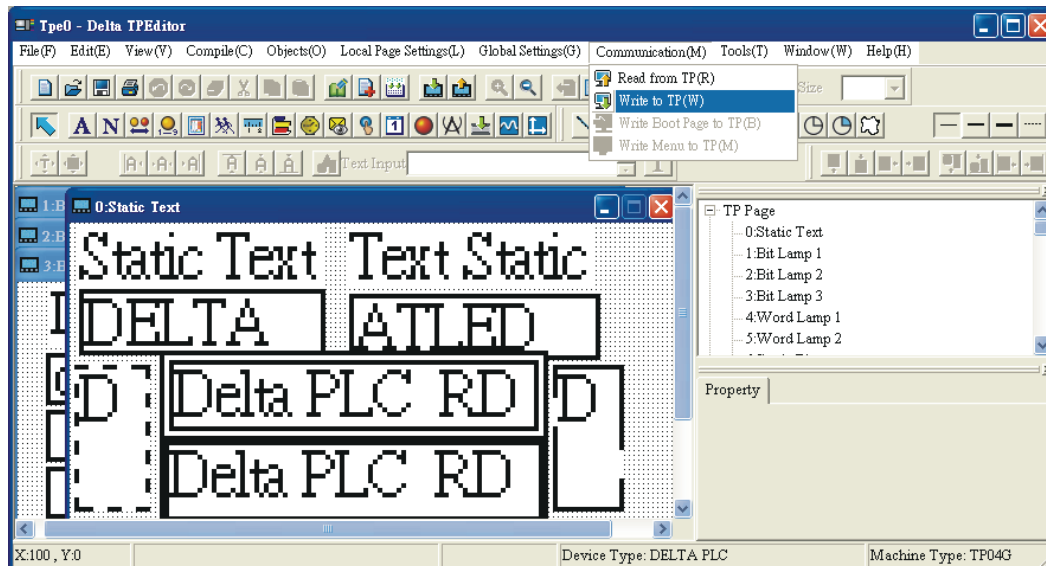 Tpe0 - Delta TPEditor
File(F) Edit(E) View(V) Compile(C) Objects(O) Local Page Settings(L) Global Settings(G) Communication(M) Tools(T) Window(W) Help(H)
Read from TP(R)
Size
Write to TP(W)
Write Boot Page to TP(B)
Write Menu to TP(M)
Text Input
0:Static Text
1:B
2:B
3:B
Static Text Text Static
DELTA ATLED
D Delta PLC RD D
Delta PLC RD
TP Page
0:Static Text
1:Bit Lamp 1
2:Bit Lamp 2
3:Bit Lamp 3
4:Word Lamp 1
5:Word Lamp 2
Property
X:100 , Y:0 Device Type: DELTA PLC Machine Type: TP04G